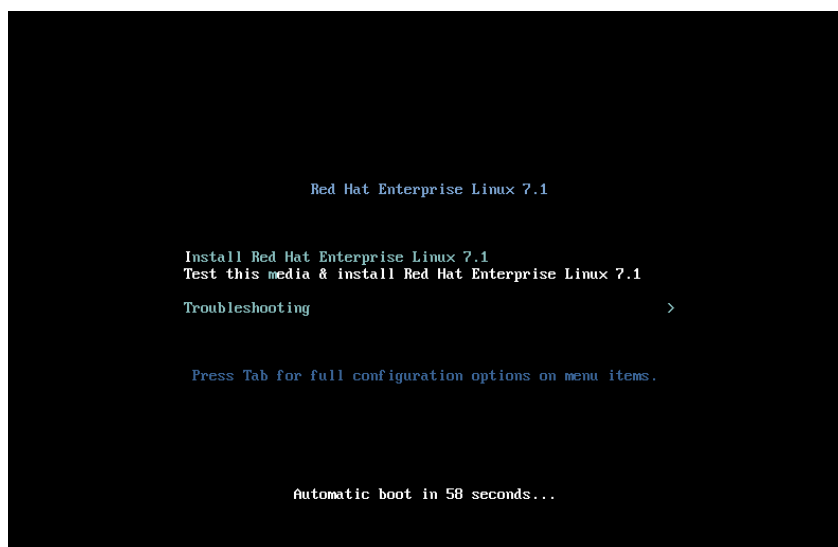 Red Hat Enterprise Linux 7.1
Install Red Hat Enterprise Linux 7.1
Test this media & install Red Hat Enterprise Linux 7.1
Troubleshooting >
Press Tab for full configuration options on menu items.
Automatic boot in 58 seconds...